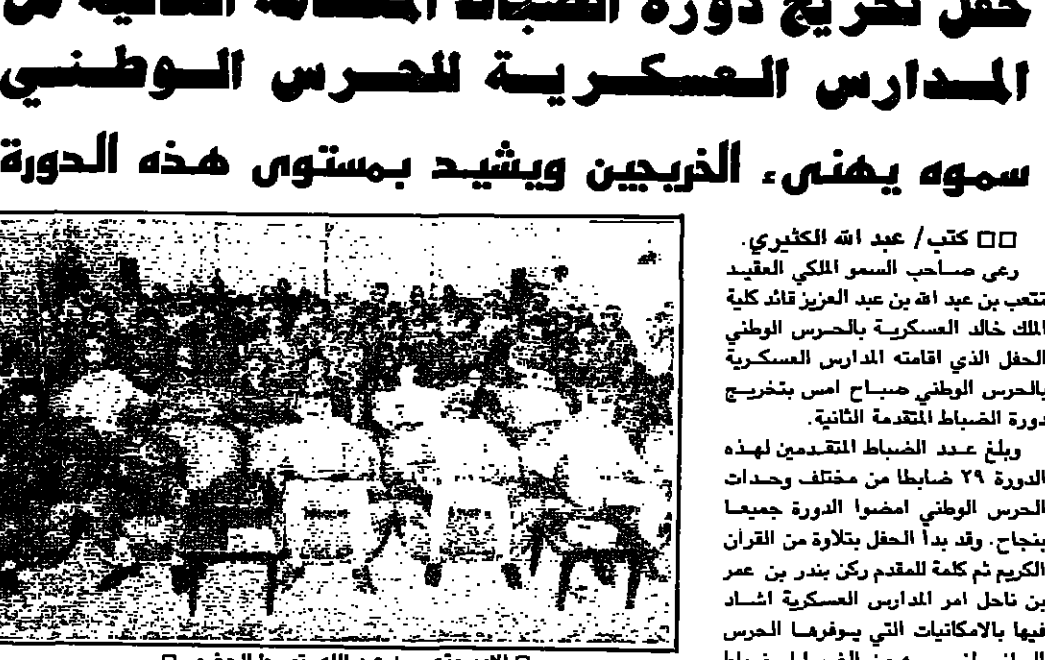 حفل تخريج دورة الضباط المتقدمة الثانية من
المدارس العسكرية للحرس الوطني
سموه يهنىء الخريجين ويشيد بمستوى هذه الدورة
□□ كتب/ عبد الله الكثيري.
رعى صاحب السمو الملكي العقيد
متعب بن عبد الله بن عبد العزيز قائد كلية
الملك خالد العسكرية بالحرس الوطني
الحفل الذي اقامته المدارس العسكرية
بالحرس الوطني صباح امس بتخريج
دورة الضباط المتقدمة الثانية.
وبلغ عدد الضباط المتقدمين لهذه
الدورة ٢٩ ضابطا من مختلف وحدات
الحرس الوطني امضوا الدورة جميعا
بنجاح. وقد بدأ الحفل بتلاوة من القرآن
الكريم ثم كلمة للمقدم ركن بندر بن عمر
بن ناحل امر المدارس العسكرية اشاد
فيها بالامكانيات التي يوفرها الحرس